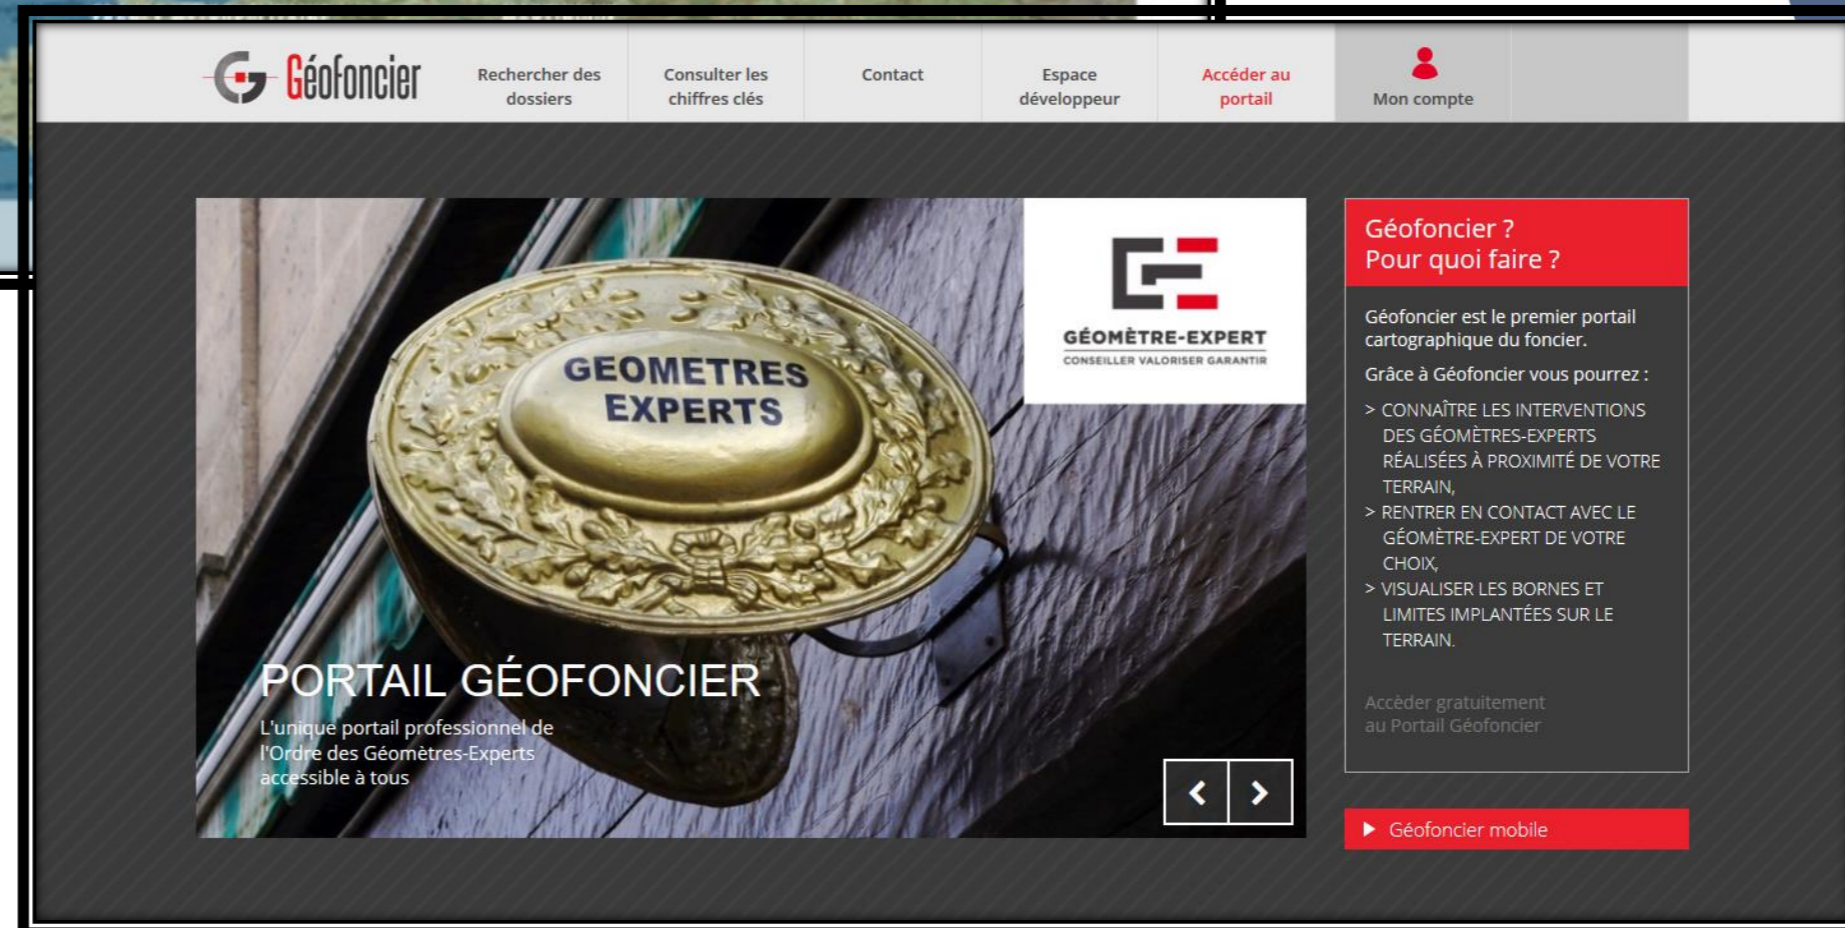 Géofoncier
Rechercher des
dossiers
Consulter les
chiffres clés
Contact
Espace
développeur
Accéder au
portail
Mon compte
GEOMETRES
EXPERTS
GÉOMÈTRE-EXPERT
CONSEILLER VALORISER GARANTIR
PORTAIL GÉOFONCIER
L'unique portail professionnel de
l'Ordre des Géomètres-Experts
accessible à tous
Géofoncier ?
Pour quoi faire ?
Géofoncier est le premier portail
cartographique du foncier.
Grâce à Géofoncier vous pourrez :
> CONNAÎTRE LES INTERVENTIONS
DES GÉOMÈTRES-EXPERTS
RÉALISÉES À PROXIMITÉ DE VOTRE
TERRAIN,
> RENTRER EN CONTACT AVEC LE
GÉOMÈTRE-EXPERT DE VOTRE
CHOIX,
> VISUALISER LES BORNES ET
LIMITES IMPLANTÉES SUR LE
TERRAIN.
Accèder gratuitement
au Portail Géofoncier
Géofoncier mobile